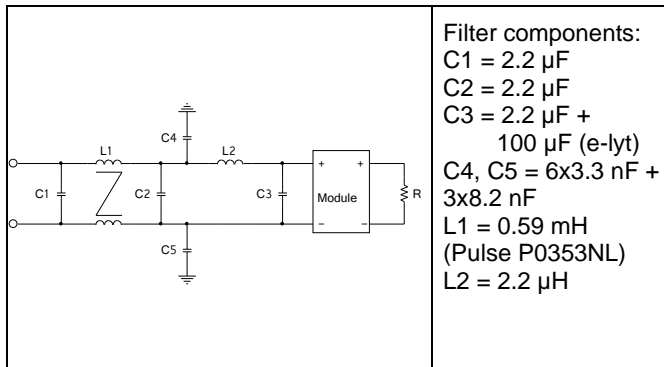 C4
L1
L2
C1
C2
C3
+
+
Module
R
−
−
C5
Filter components:
C1 = 2.2 µF
C2 = 2.2 µF
C3 = 2.2 µF +
100 µF (e-lyt)
C4, C5 = 6x3.3 nF +
3x8.2 nF
L1 = 0.59 mH
(Pulse P0353NL)
L2 = 2.2 µH